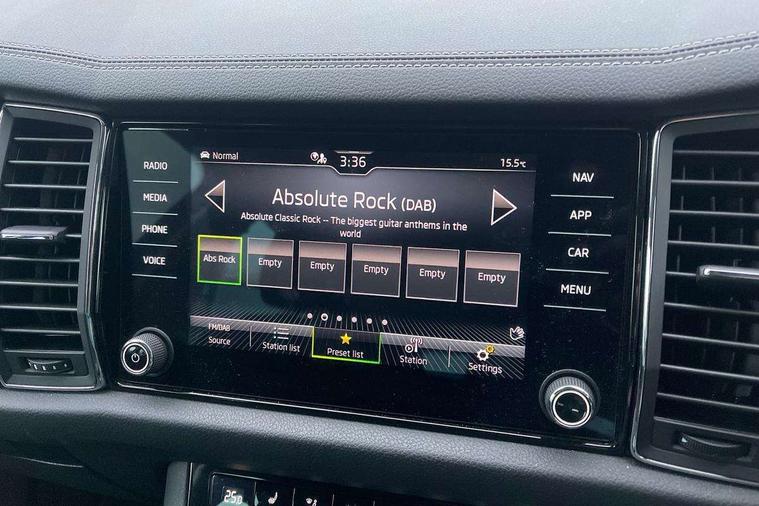 RADIO
MEDIA
PHONE
VOICE
Normal
3:36
15.5°C
Absolute Rock (DAB)
Absolute Classic Rock -- The biggest guitar anthems in the
world
Abs Rock
Empty
Empty
Empty
Empty
Empty
FM/DAB
Source
Station list
Preset list
Station
Settings
NAV
APP
CAR
MENU
25.0